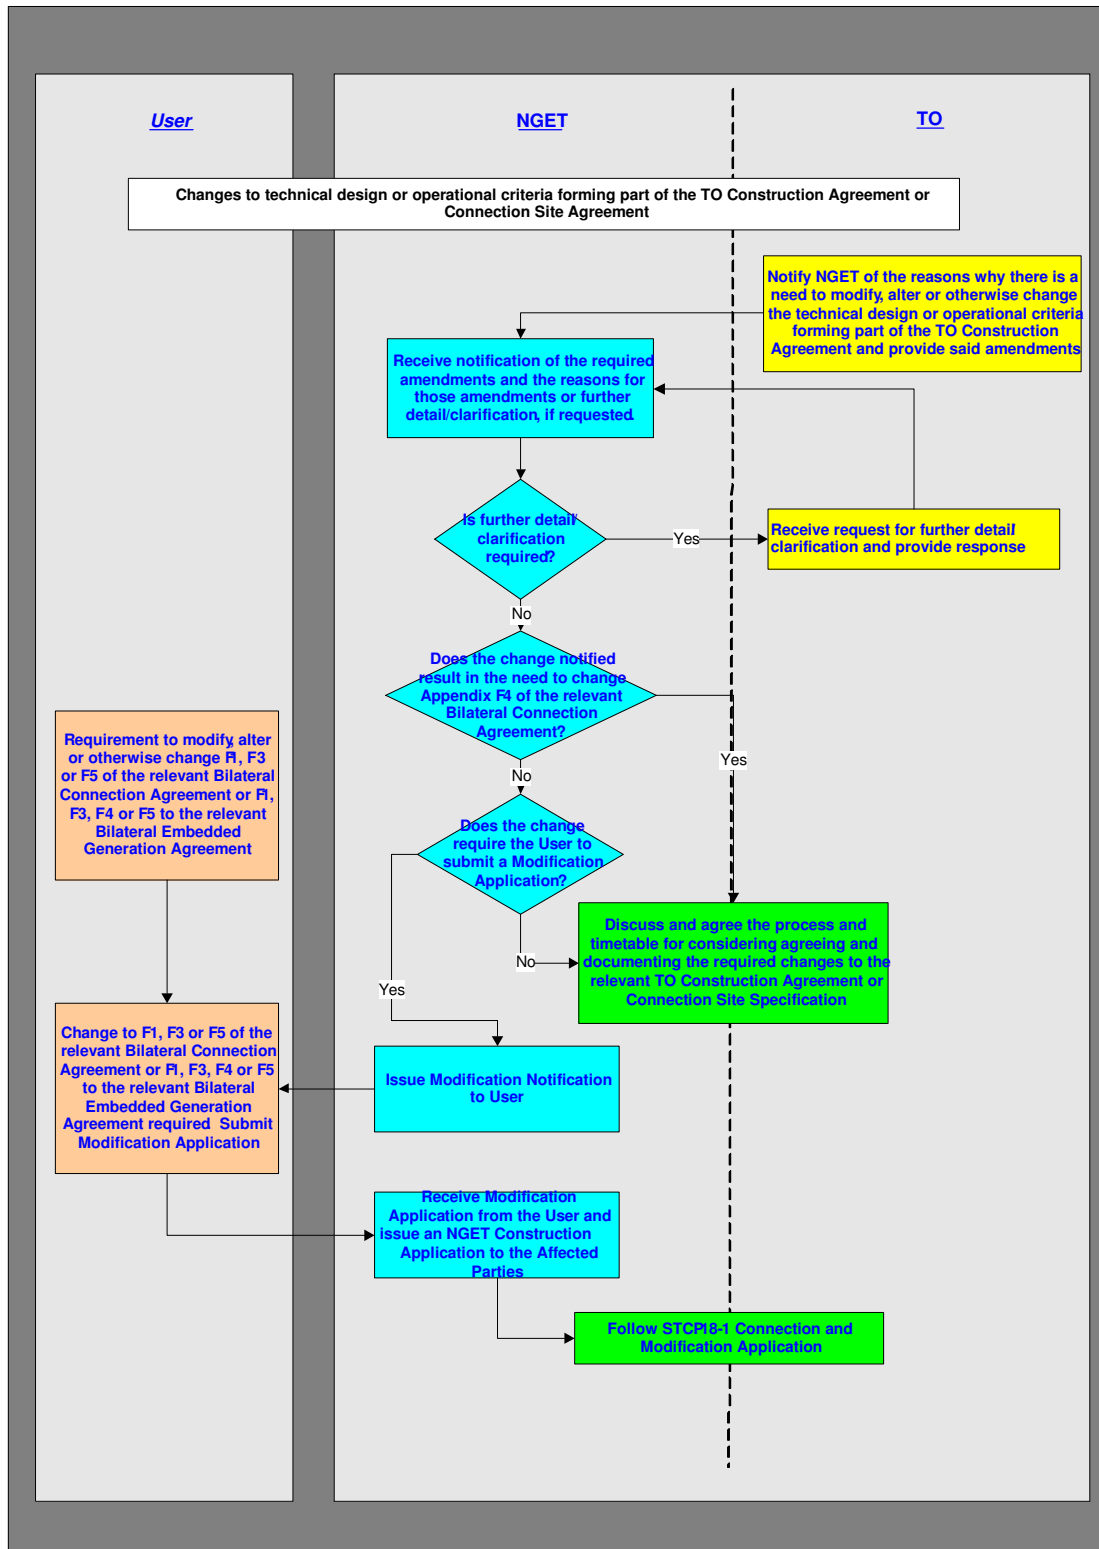 User
NGET
TO
Changes to technical design or operational criteria forming part of the TO Construction Agreement or
Connection Site Agreement
Notify NGET of the reasons why there is a
need to modify, alter or otherwise change
the technical design or operational criteria
forming part of the TO Construction
Agreement and provide said amendments
Receive notification of the required
amendments and the reasons for
those amendments or further
detail/clarification, if requested.
Is further detail/
clarification
required?
Yes
Receive request for further detail/
clarification and provide response
No
Does the change notified
result in the need to change
Appendix F4 of the relevant
Bilateral Connection
Agreement?
Yes
No
Requirement to modify, alter
or otherwise change F1, F3
or F5 of the relevant Bilateral
Connection Agreement or F1,
F3, F4 or F5 to the relevant
Bilateral Embedded
Generation Agreement
Does the change
require the User to
submit a Modification
Application?
No
Yes
Discuss and agree the process and
timetable for considering agreeing and
documenting the required changes to the
relevant TO Construction Agreement or
Connection Site Specification
Change to F1, F3 or F5 of the
relevant Bilateral Connection
Agreement or F1, F3, F4 or F5
to the relevant Bilateral
Embedded Generation
Agreement required Submit
Modification Application
Issue Modification Notification
to User
Receive Modification
Application from the User and
issue an NGET Construction
Application to the Affected
Parties
Follow STCP18-1 Connection and
Modification Application